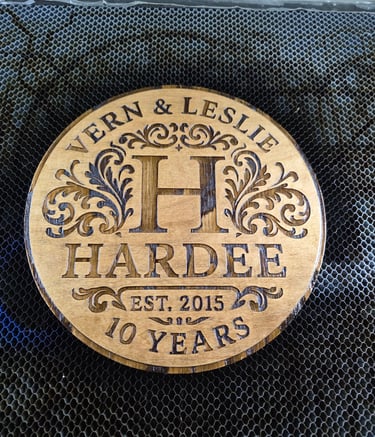 VERN & LESLIE
H
HARDEE
EST. 2015
10 YEARS